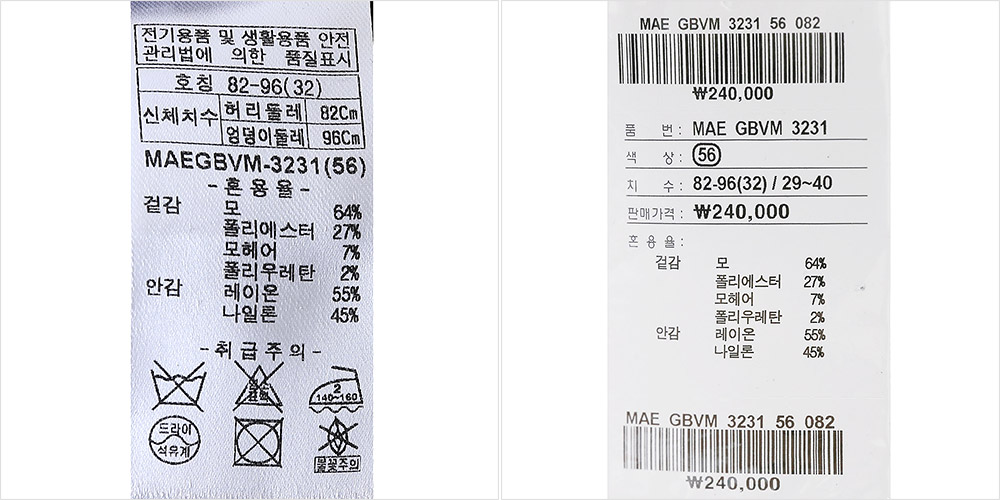 전기용품 및 생활용품 안전
관리법에 의한 품질표시
호칭 82-96(32)
신체치수 허리둘레 82Cm
엉덩이둘레 96Cm
MAEGBVM-3231(56)
-혼용율-
겉감 모 64%
폴리에스터 27%
모헤어 7%
폴리우레탄 2%
안감 레이온 55%
나일론 45%
-취급주의-
염소
표백
2
140~160
드라이
석유계
불꽃주의
MAE GBVM 3231 56 082
₩240,000
품 번: MAE GBVM 3231
색 상: 56
치 수: 82-96(32) / 29~40
판매가격: ₩240,000
혼용율:
겉감 모 64%
폴리에스터 27%
모헤어 7%
폴리우레탄 2%
안감 레이온 55%
나일론 45%
MAE GBVM 3231 56 082
₩240,000